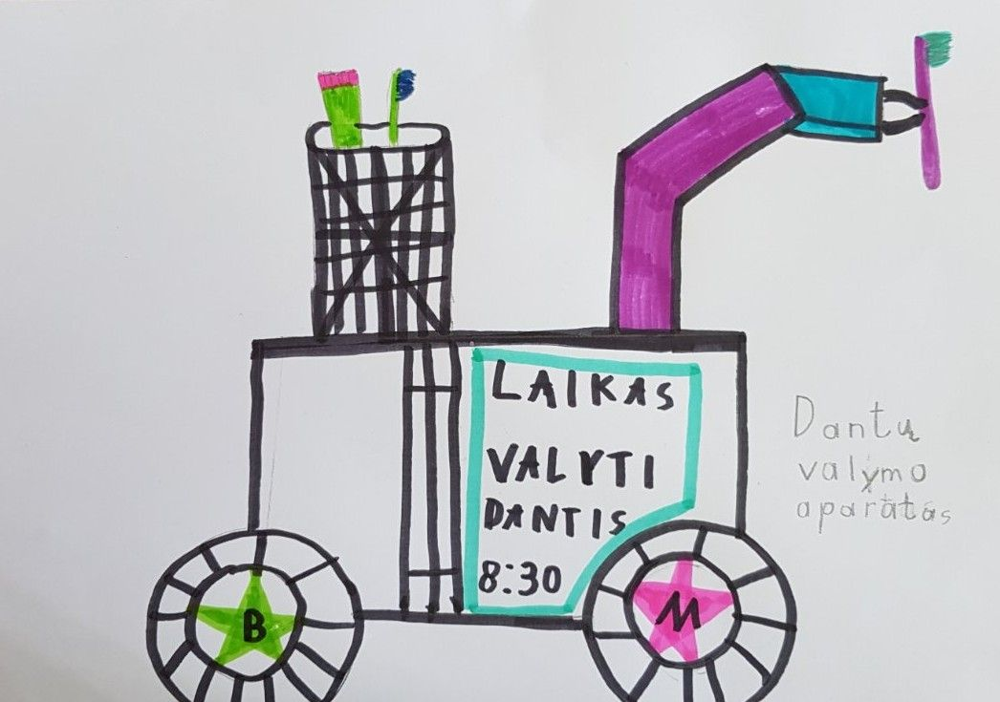 LAIKAS
VALYTI
DANTIS
8:30
B
M
Dantų
valymo
aparatas